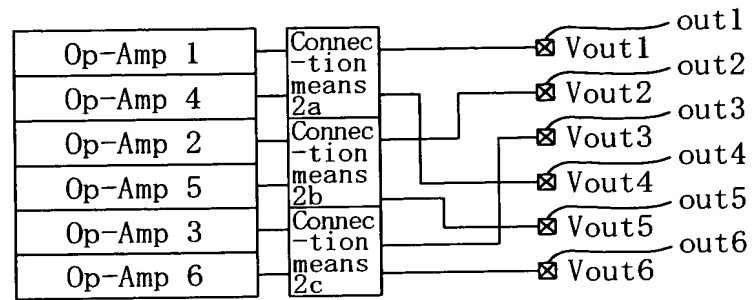 Op-Amp 1
Op-Amp 4
Op-Amp 2
Op-Amp 5
Op-Amp 3
Op-Amp 6
Connec
-tion
means
2a
Connec
-tion
means
2b
Connec
-tion
means
2c
out1
Vout1
out2
Vout2
out3
Vout3
out4
Vout4
out5
Vout5
out6
Vout6